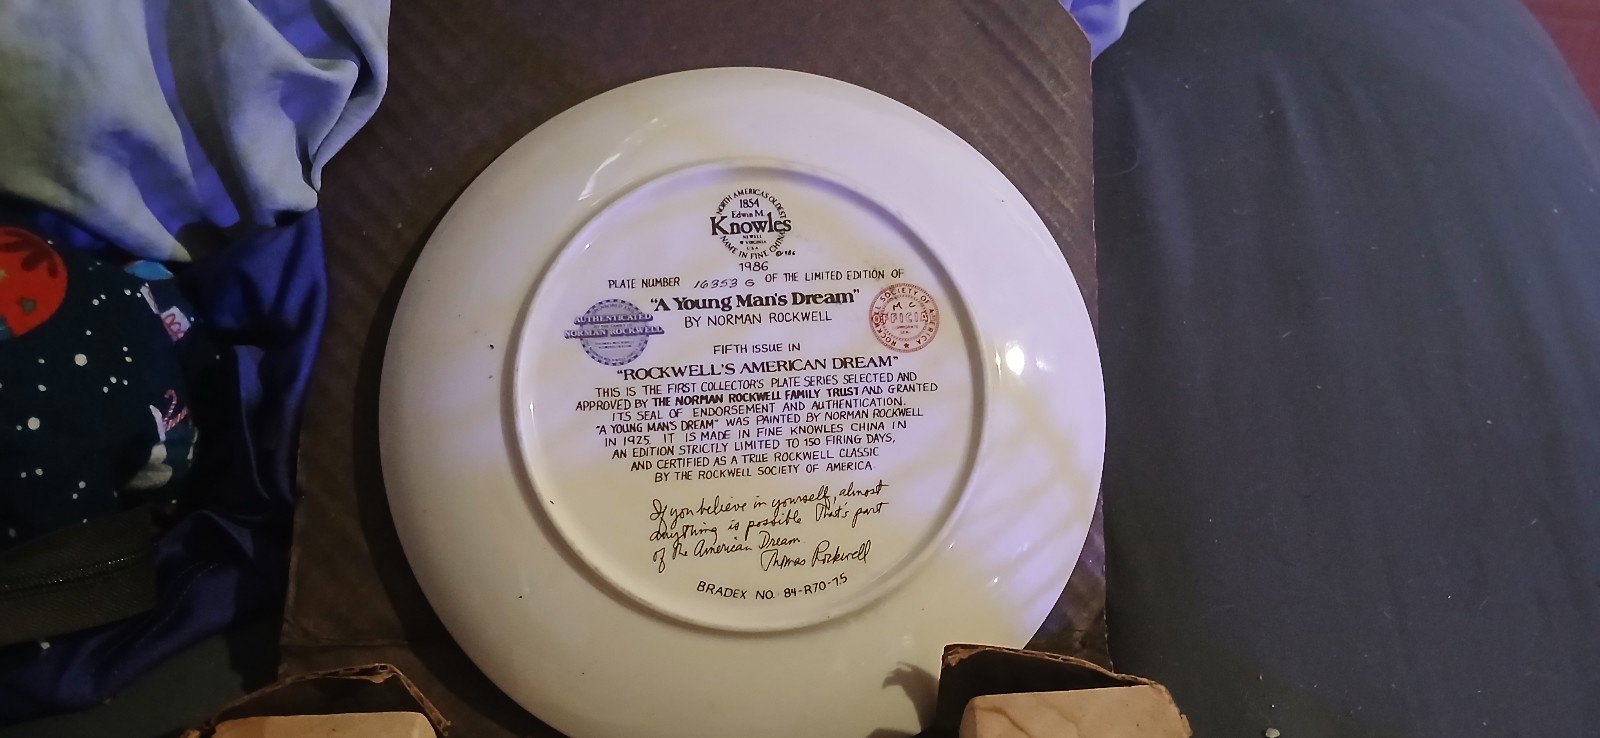 NORTH AMERICA'S OLDEST
1854
Edwin M.
Knowles
NEWELL
W. VIRGINIA
U.S.A.
NAME IN FINE CHINA
1986
PLATE NUMBER 16353 G OF THE LIMITED EDITION OF
"A Young Man's Dream"
BY NORMAN ROCKWELL
AUTHENTICATED
NORMAN ROCKWELL
ROCKWELL SOCIETY OF AMERICA
OFFICIAL
FIFTH ISSUE IN
"ROCKWELL'S AMERICAN DREAM"
THIS IS THE FIRST COLLECTOR'S PLATE SERIES SELECTED AND
APPROVED BY THE NORMAN ROCKWELL FAMILY TRUST AND GRANTED
ITS SEAL OF ENDORSEMENT AND AUTHENTICATION.
"A YOUNG MAN'S DREAM" WAS PAINTED BY NORMAN ROCKWELL
IN 1925. IT IS MADE IN FINE KNOWLES CHINA IN
AN EDITION STRICTLY LIMITED TO 150 FIRING DAYS,
AND CERTIFIED AS A TRUE ROCKWELL CLASSIC
BY THE ROCKWELL SOCIETY OF AMERICA.
If you believe in yourself, almost
anything is possible. That's part
of the American Dream
Thomas Rockwell
BRADEX NO. 84-R70-7.5